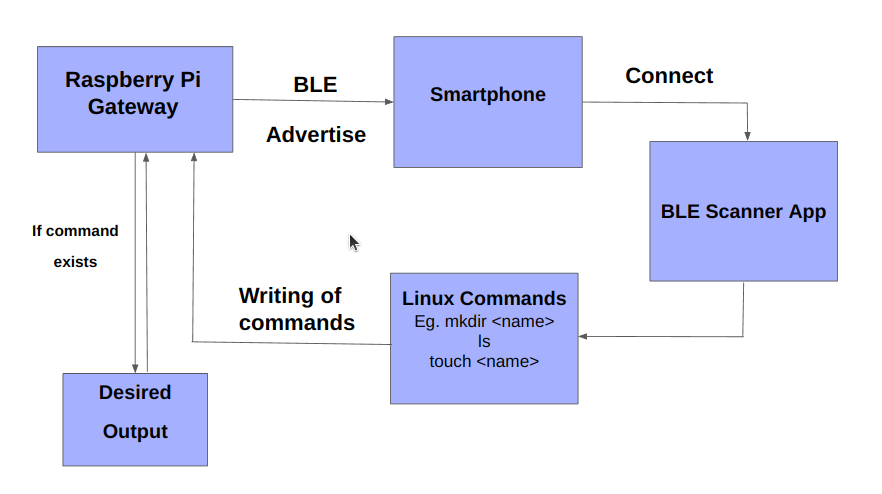 Raspberry Pi
Gateway
BLE
Advertise
Smartphone
Connect
BLE Scanner App
Linux Commands
Eg. mkdir <name>
ls
touch <name>
Writing of
commands
If command
exists
Desired
Output